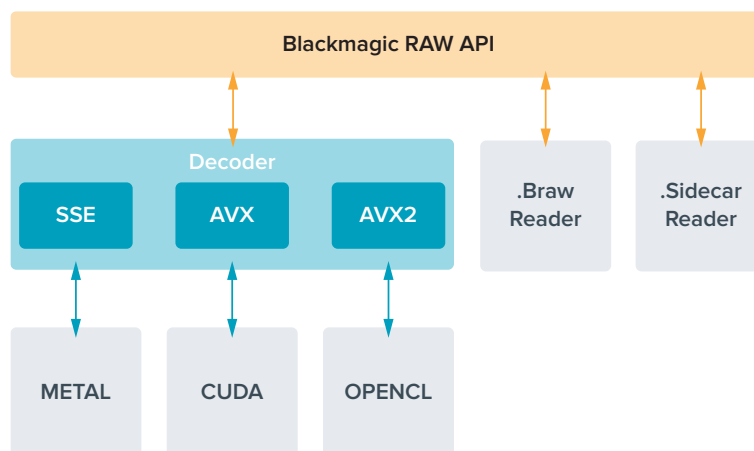 Blackmagic RAW API
Decoder
SSE
AVX
AVX2
.Braw
Reader
.Sidecar
Reader
METAL
CUDA
OPENCL